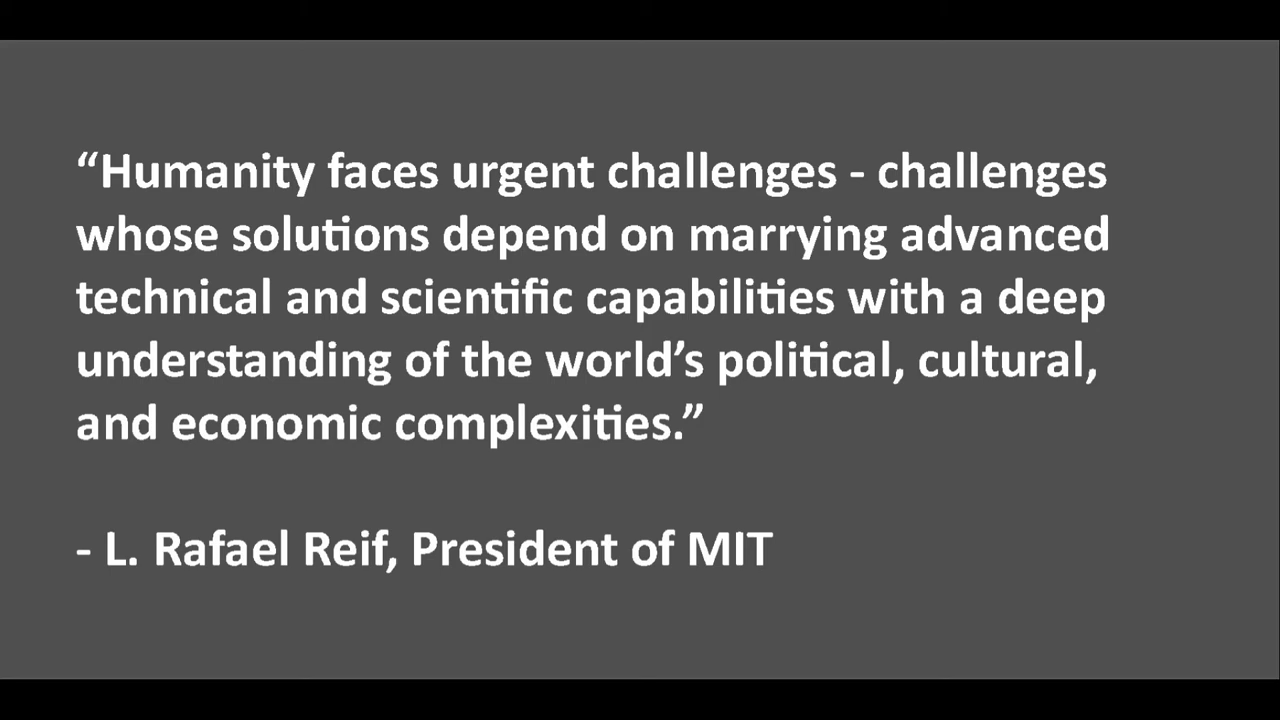 “Humanity faces urgent challenges - challenges
whose solutions depend on marrying advanced
technical and scientific capabilities with a deep
understanding of the world’s political, cultural,
and economic complexities.”
- L. Rafael Reif, President of MIT